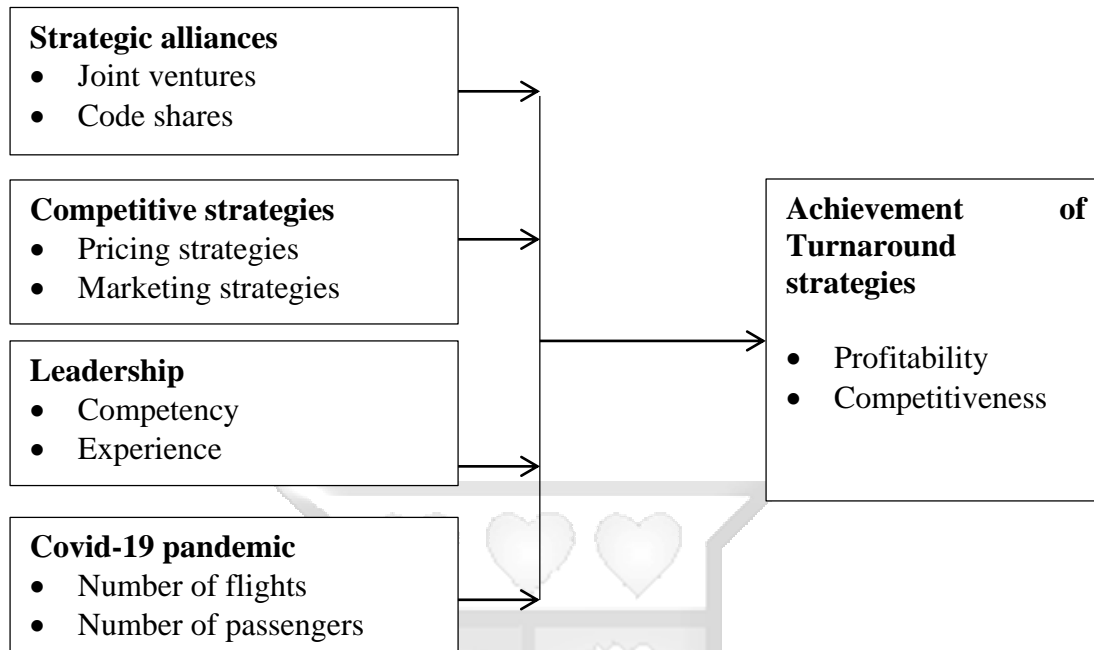 Strategic alliances
• Joint ventures
• Code shares
Competitive strategies
• Pricing strategies
• Marketing strategies
Leadership
• Competency
• Experience
Covid-19 pandemic
• Number of flights
• Number of passengers
Achievement of
Turnaround
strategies
• Profitability
• Competitiveness